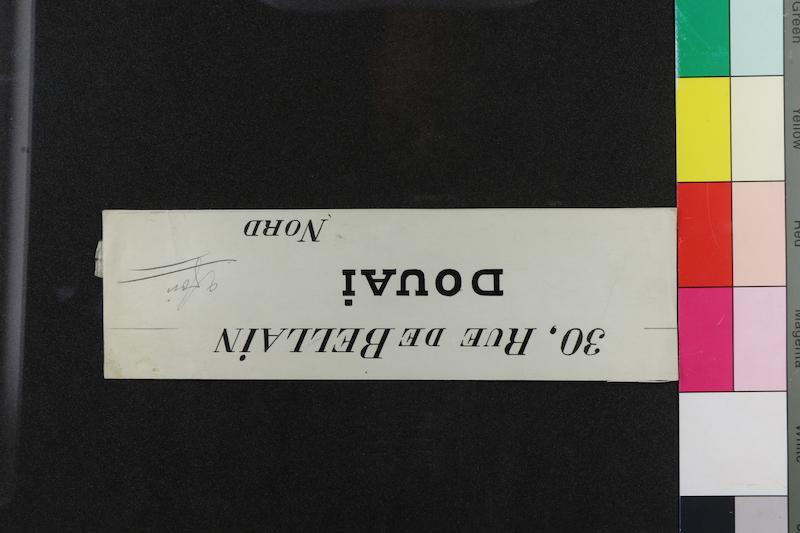 30, RUE DE BELLAIN
DOUAI
NORD
Green
Yellow
Red
Magenta
White